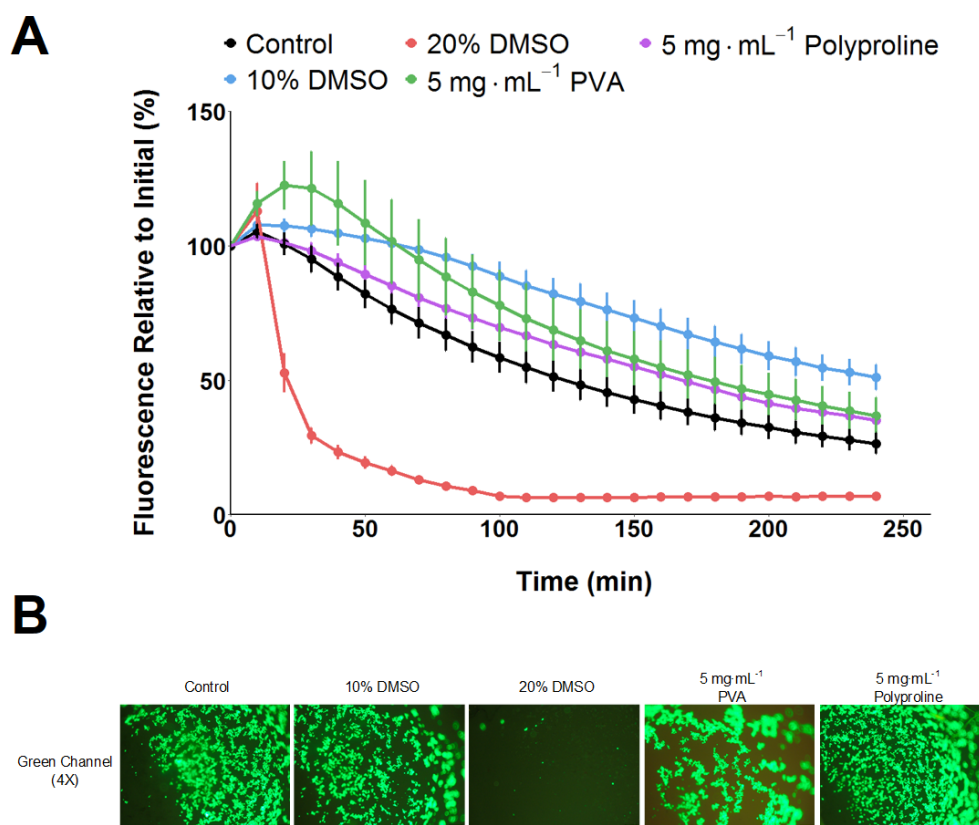 A
Control
20% DMSO
5 mg · mL⁻¹ Polyproline
10% DMSO
5 mg · mL⁻¹ PVA
Fluorescence Relative to Initial (%)
150
100
50
0
0 50 100 150 200 250
Time (min)
B
Control
10% DMSO
20% DMSO
5 mg·mL⁻¹
PVA
5 mg·mL⁻¹
Polyproline
Green Channel
(4X)